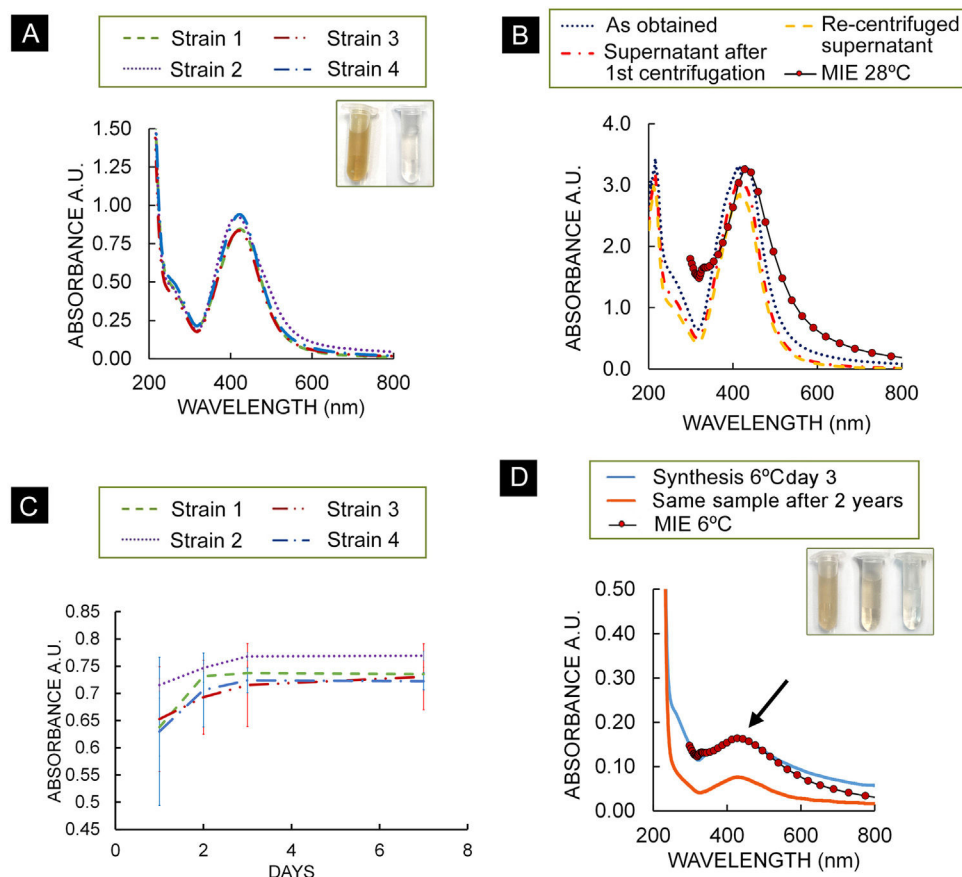 A
Strain 1
Strain 3
Strain 2
Strain 4
ABSORBANCE A.U.
1.50
1.25
1.00
0.75
0.50
0.25
0.00
200 400 600 800
WAVELENGTH (nm)
B
As obtained
Re-centrifuged
supernatant
Supernatant after
1st centrifugation
MIE 28ºC
ABSORBANCE A.U.
4.0
3.0
2.0
1.0
0.0
200 400 600 800
WAVELENGTH (nm)
C
Strain 1
Strain 3
Strain 2
Strain 4
ABSORBANCE A.U.
0.85
0.8
0.75
0.7
0.65
0.6
0.55
0.5
0.45
0 2 4 6 8
DAYS
D
Synthesis 6ºC day 3
Same sample after 2 years
MIE 6ºC
ABSORBANCE A.U.
0.50
0.40
0.30
0.20
0.10
0.00
200 400 600 800
WAVELENGTH (nm)